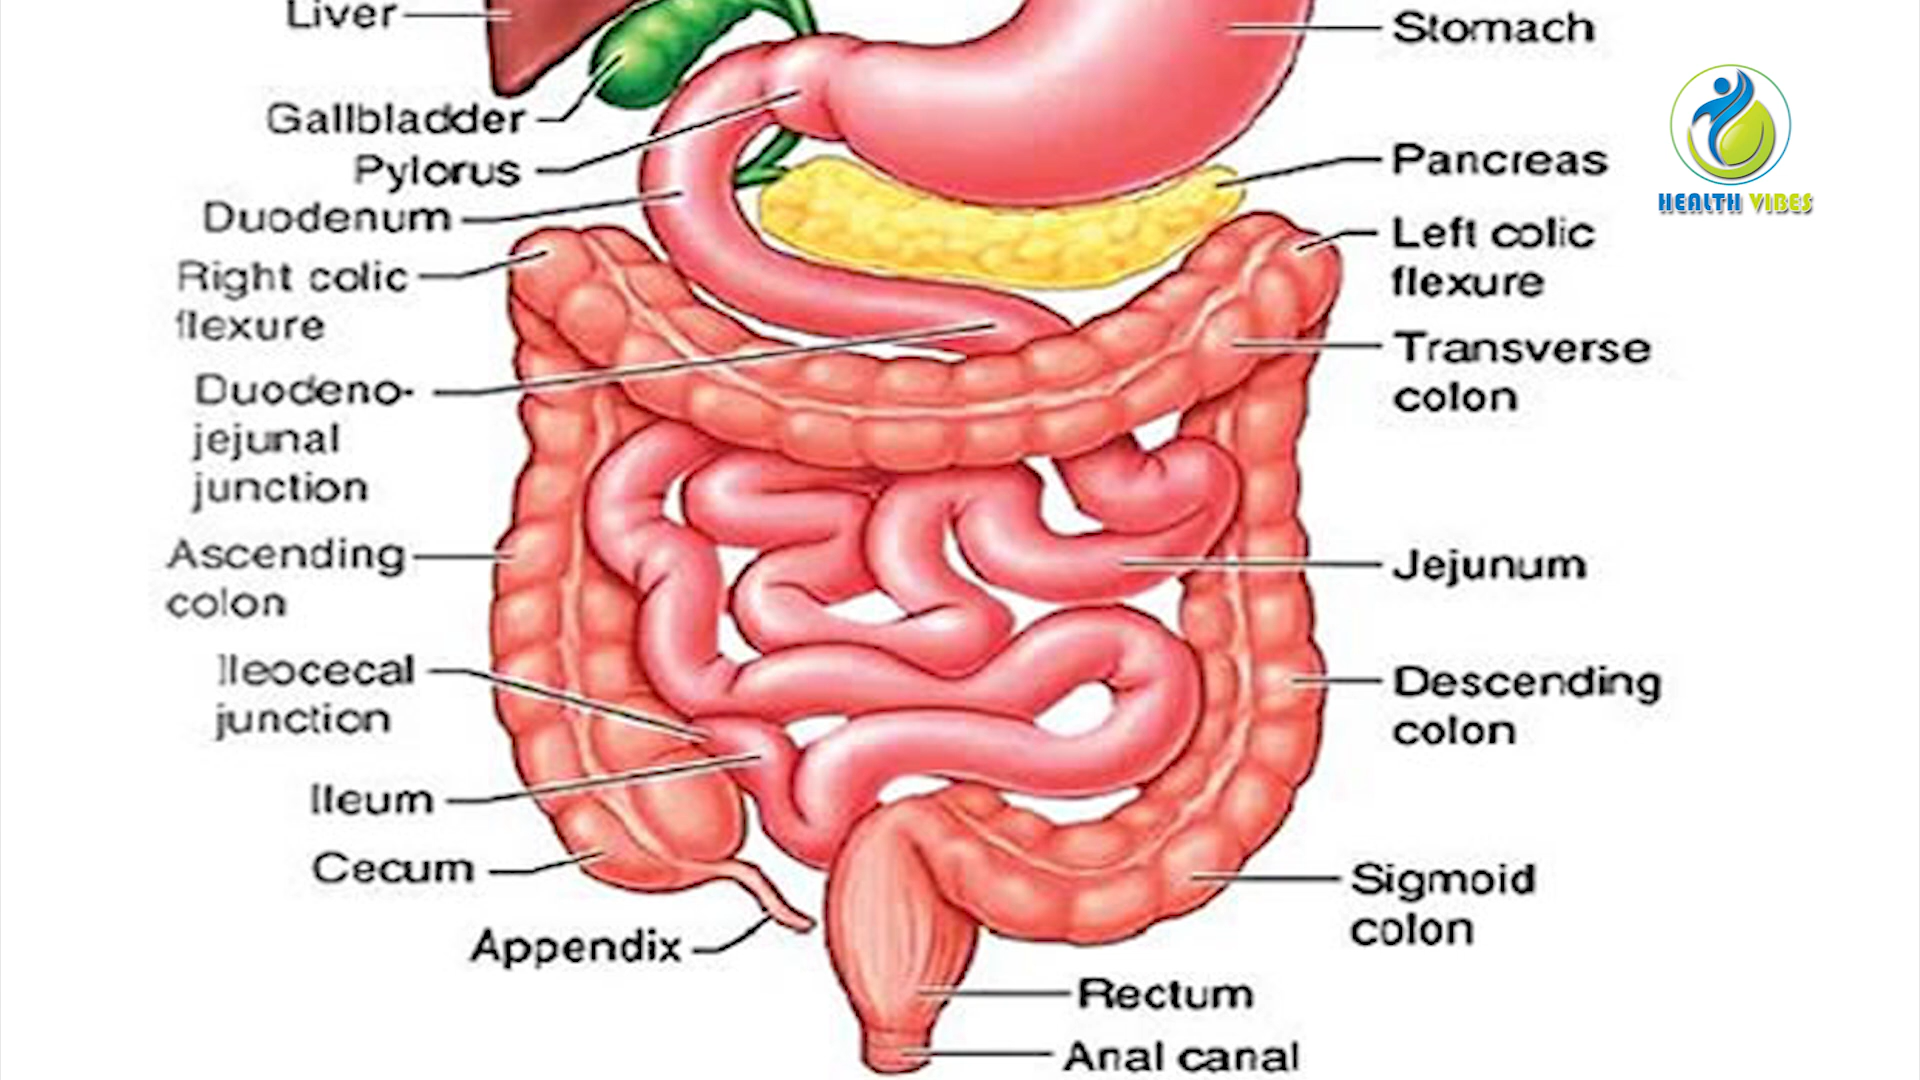 Liver
Gallbladder
Pylorus
Duodenum
Right colic
flexure
Duodeno-
jejunal
junction
Ascending
colon
Ileocecal
junction
Ileum
Cecum
Appendix
Stomach
Pancreas
Left colic
flexure
Transverse
colon
Jejunum
Descending
colon
Sigmoid
colon
Rectum
Anal canal
HEALTH VIBES